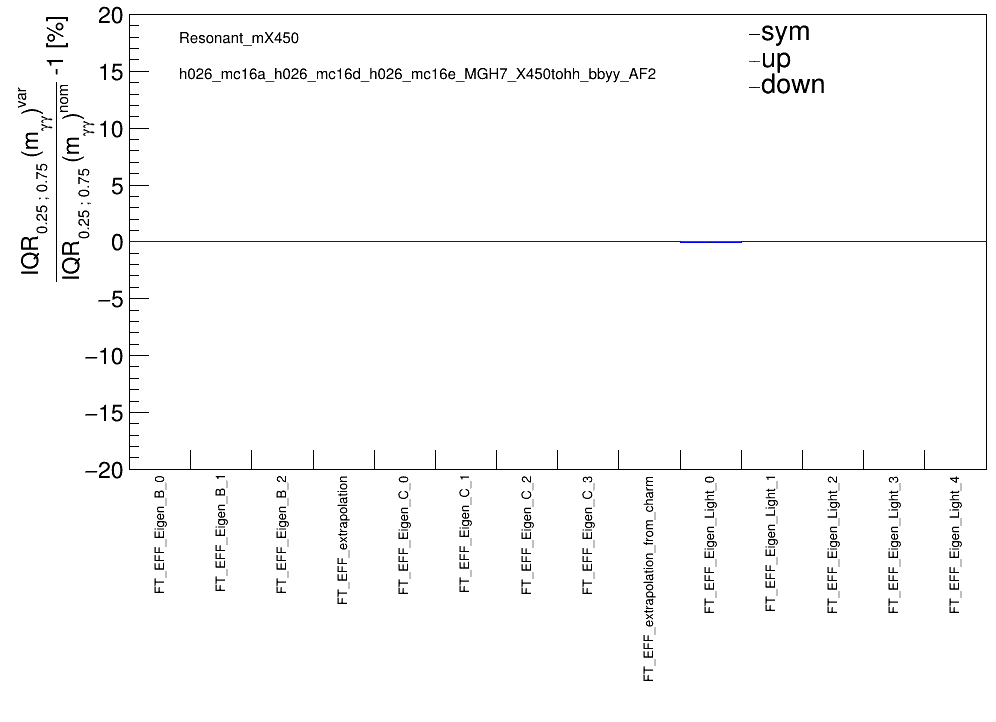 IQR0.25 ; 0.75 (mγγ)var
IQR0.25 ; 0.75 (mγγ)nom -1 [%]
Resonant_mX450
h026_mc16a_h026_mc16d_h026_mc16e_MGH7_X450tohh_bbyy_AF2
sym
up
down
20
15
10
5
0
−5
−10
−15
−20
FT_EFF_Eigen_B_0
FT_EFF_Eigen_B_1
FT_EFF_Eigen_B_2
FT_EFF_extrapolation
FT_EFF_Eigen_C_0
FT_EFF_Eigen_C_1
FT_EFF_Eigen_C_2
FT_EFF_Eigen_C_3
FT_EFF_extrapolation_from_charm
FT_EFF_Eigen_Light_0
FT_EFF_Eigen_Light_1
FT_EFF_Eigen_Light_2
FT_EFF_Eigen_Light_3
FT_EFF_Eigen_Light_4